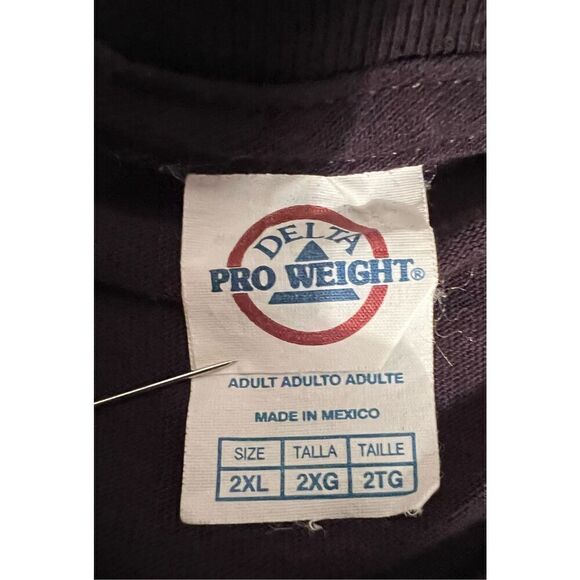 DELTA
PRO WEIGHT®
ADULT ADULTO ADULTE
MADE IN MEXICO
SIZE TALLA TAILLE
2XL 2XG 2TG